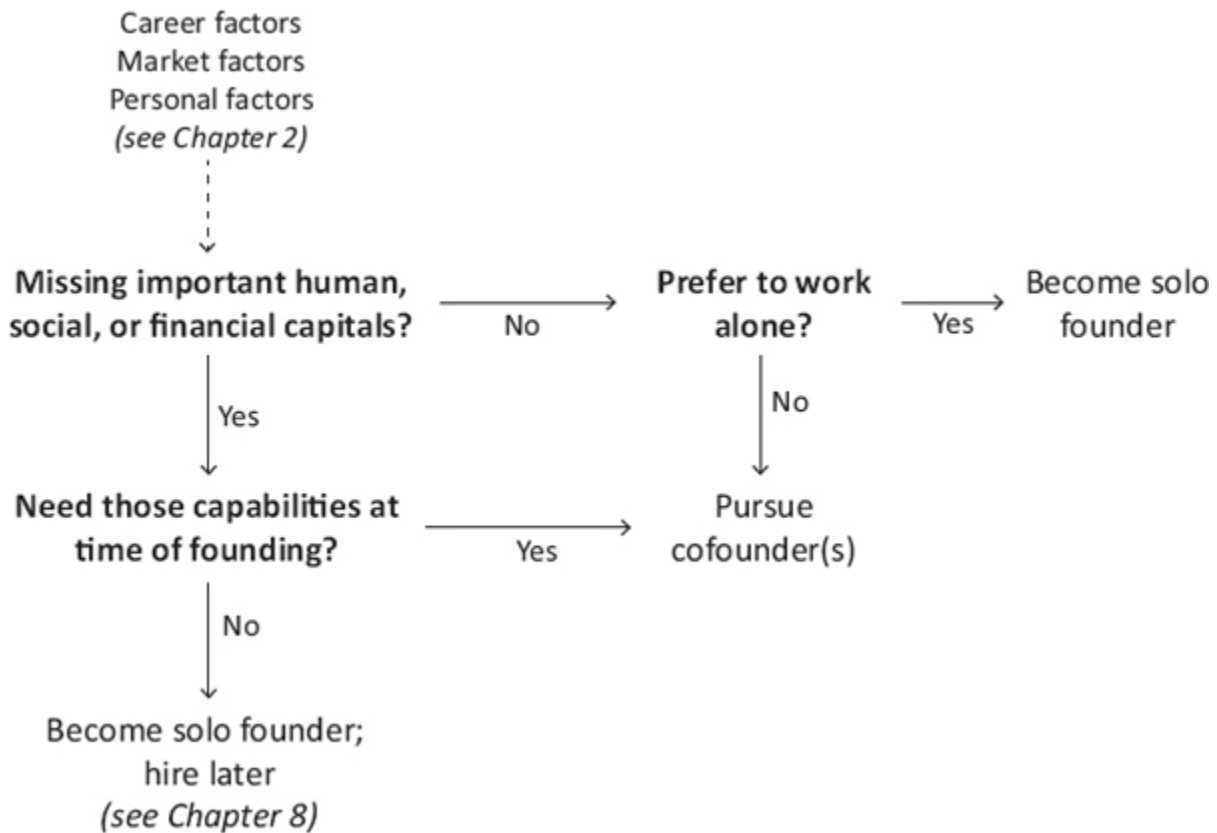 Career factors
Market factors
Personal factors
(see Chapter 2)
Missing important human,
social, or financial capitals?
No
Prefer to work
alone?
Yes
Become solo
founder
Yes
No
Need those capabilities at
time of founding?
Yes
Pursue
cofounder(s)
No
Become solo founder;
hire later
(see Chapter 8)